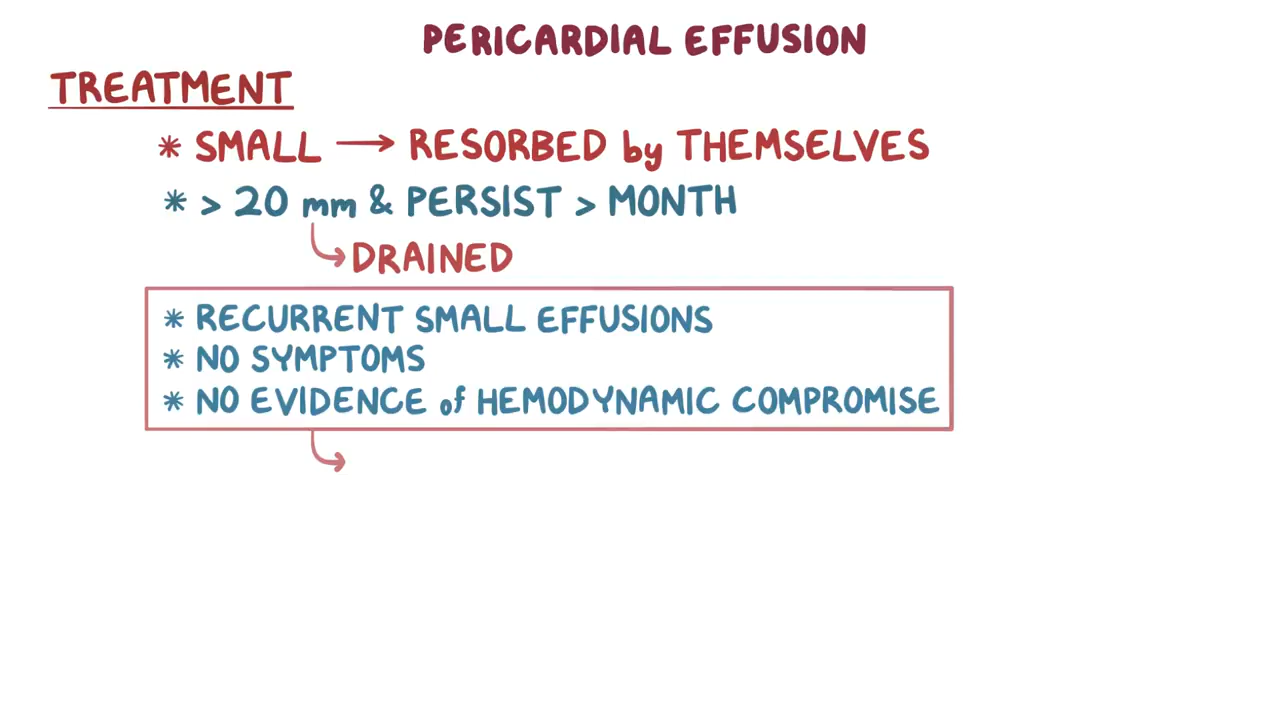 PERICARDIAL EFFUSION
TREATMENT
* SMALL → RESORBED by THEMSELVES
* > 20 mm & PERSIST > MONTH
↳ DRAINED
* RECURRENT SMALL EFFUSIONS
* NO SYMPTOMS
* NO EVIDENCE of HEMODYNAMIC COMPROMISE